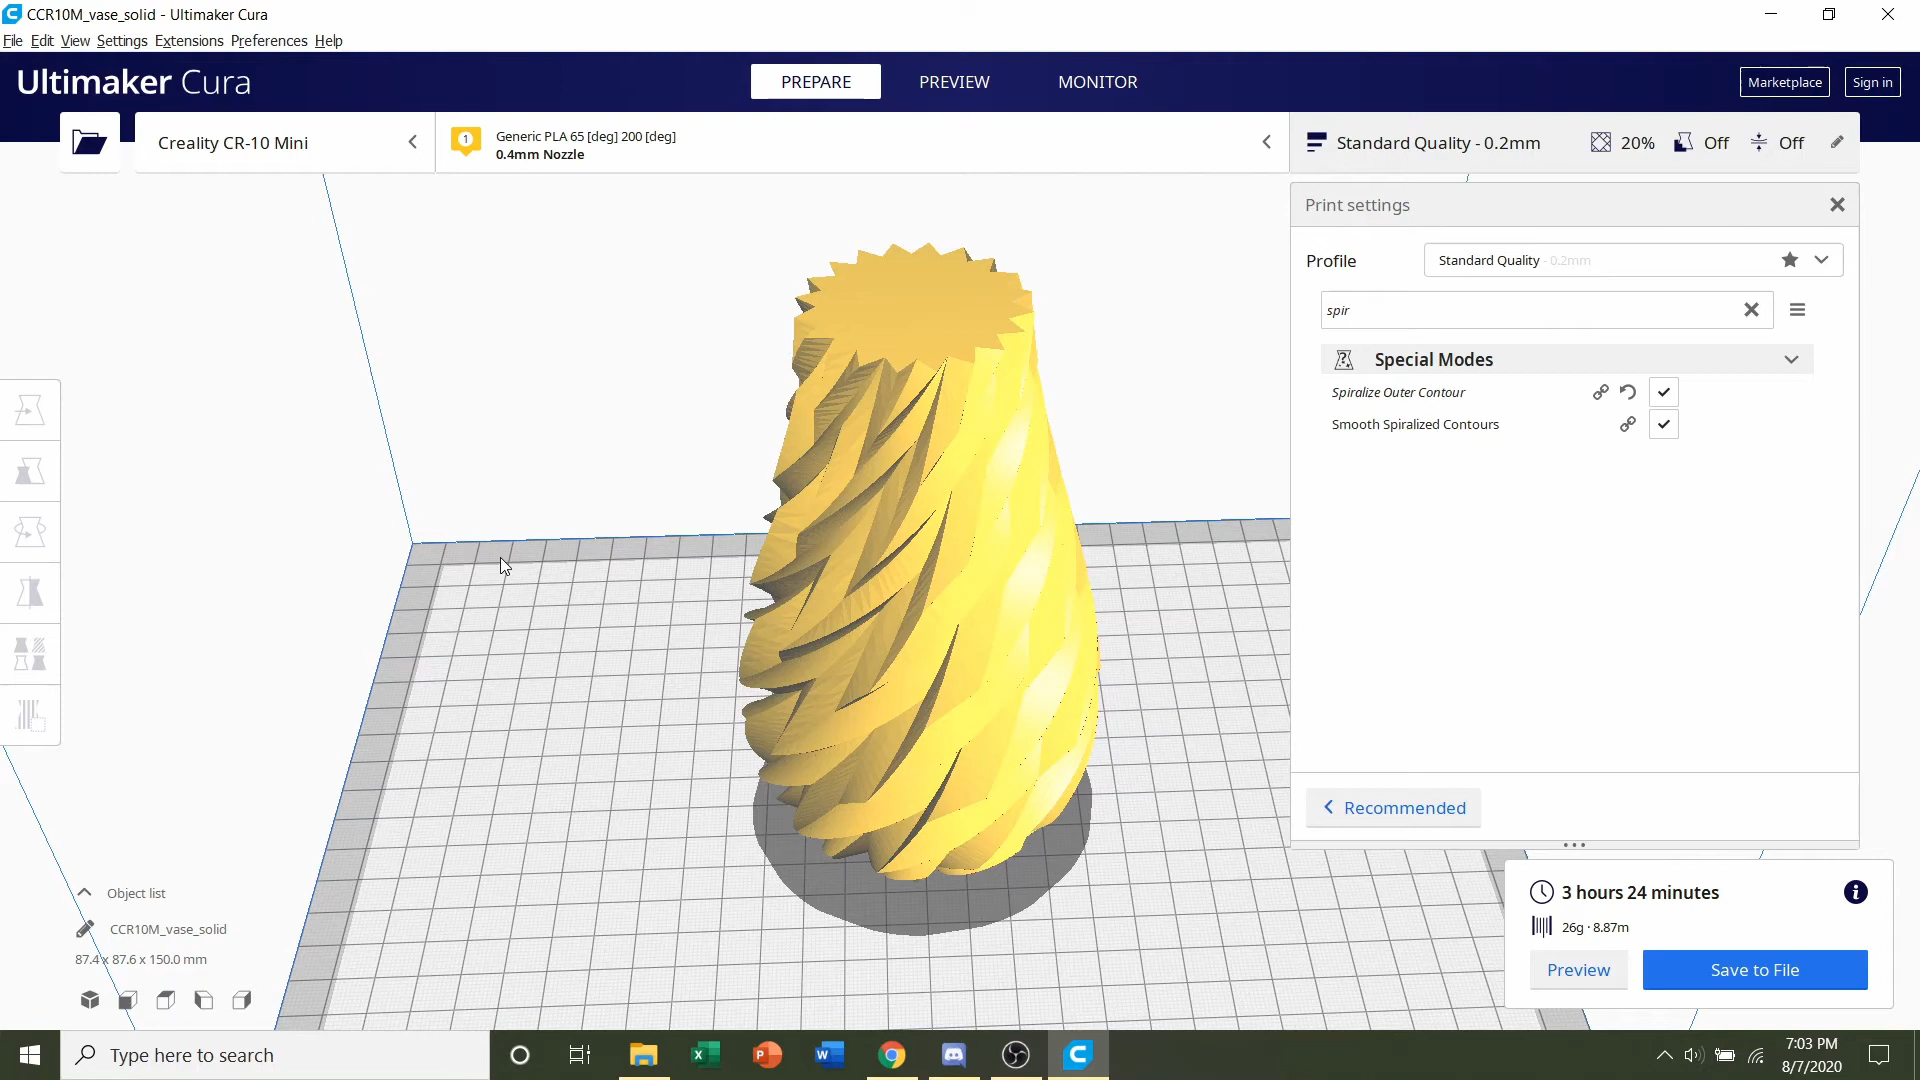 CCR10M_vase_solid - Ultimaker Cura
File Edit View Settings Extensions Preferences Help
Ultimaker Cura
PREPARE
PREVIEW
MONITOR
Marketplace
Sign in
Creality CR-10 Mini
1
Generic PLA 65 [deg] 200 [deg]
0.4mm Nozzle
Standard Quality - 0.2mm
20%
Off
Off
Print settings
Profile
Standard Quality - 0.2mm
spir
Special Modes
Spiralize Outer Contour
Smooth Spiralized Contours
Recommended
Object list
CCR10M_vase_solid
87.4 x 87.6 x 150.0 mm
3 hours 24 minutes
26g · 8.87m
Preview
Save to File
Type here to search
7:03 PM
8/7/2020